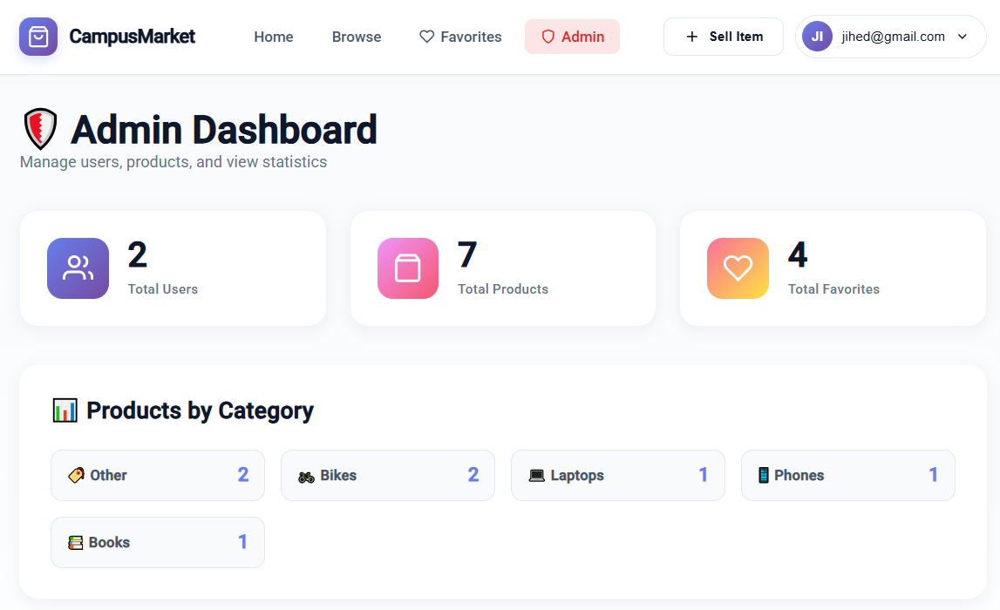 CampusMarket
Home
Browse
Favorites
Admin
+ Sell Item
JI
jihed@gmail.com
Admin Dashboard
Manage users, products, and view statistics
2
Total Users
7
Total Products
4
Total Favorites
Products by Category
Other 2
Bikes 2
Laptops 1
Phones 1
Books 1